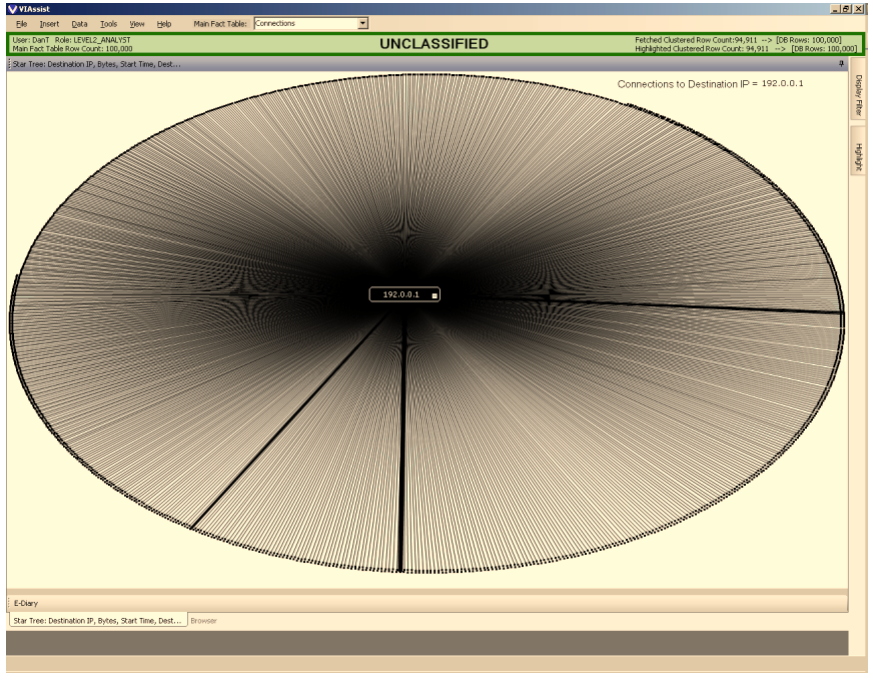 VIAssist
File Insert Data Tools View Help Main Fact Table: Connections
User: DanT Role: LEVEL2_ANALYST
Main Fact Table Row Count: 100,000
UNCLASSIFIED
Fetched Clustered Row Count:94,911 --> [DB Rows: 100,000]
Highlighted Clustered Row Count: 94,911 --> [DB Rows: 100,000]
Star Tree: Destination IP, Bytes, Start Time, Dest...
Connections to Destination IP = 192.0.0.1
Display Filter
Highlight
192.0.0.1
E-Diary
Star Tree: Destination IP, Bytes, Start Time, Dest... Browser